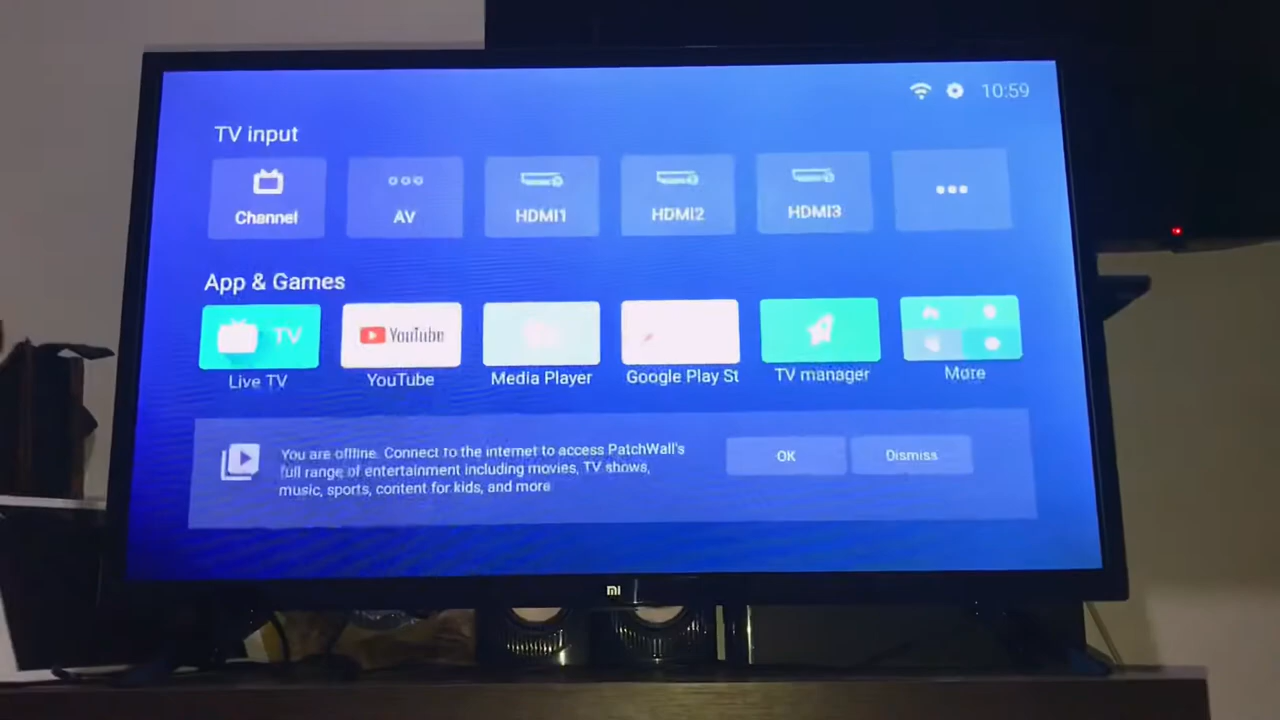 10:59
TV input
Channel
AV
HDMI1
HDMI2
HDMI3
App & Games
TV
YouTube
Live TV
YouTube
Media Player
Google Play St
TV manager
More
You are offline. Connect to the internet to access PatchWall's
full range of entertainment including movies, TV shows,
music, sports, content for kids, and more
OK
Dismiss
mi